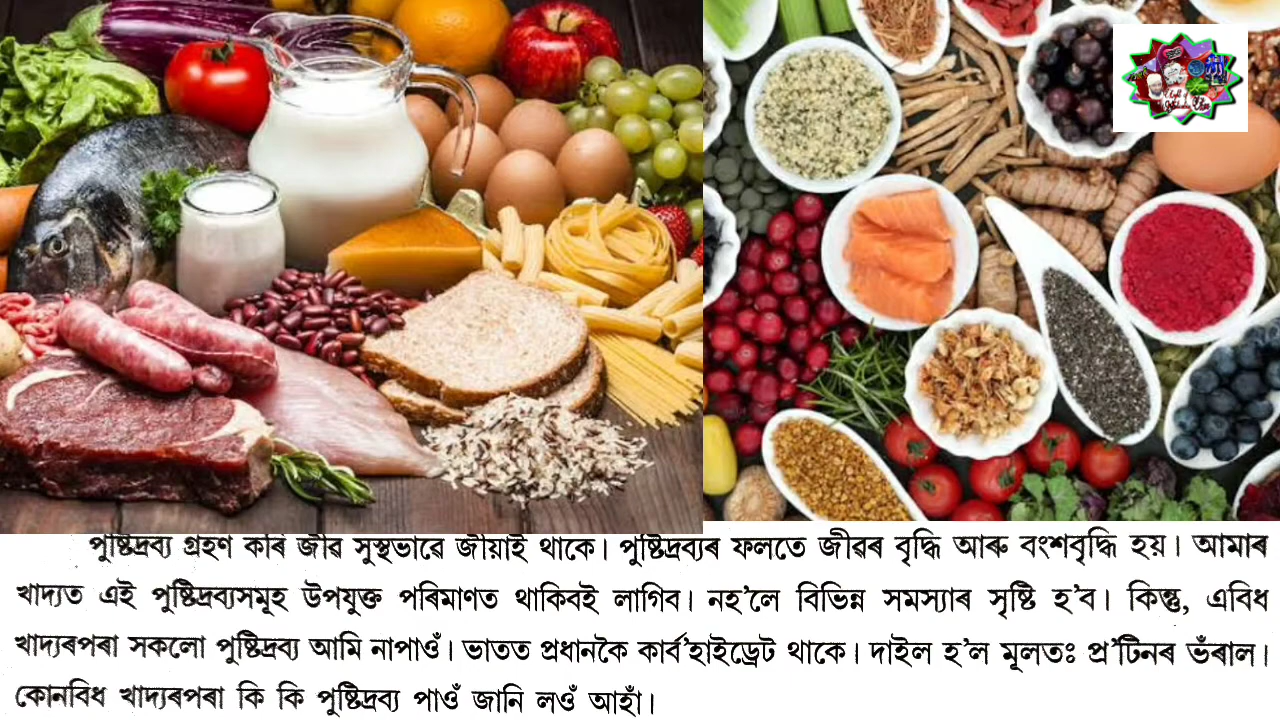 পুষ্টিদ্ৰব্য গ্ৰহণ কৰি জীৱ সুস্থভাৱে জীয়াই থাকে। পুষ্টিদ্ৰব্যৰ ফলতে জীৱৰ বৃদ্ধি আৰু বংশবৃদ্ধি হয়। আমাৰ
খাদ্যত এই পুষ্টিদ্ৰব্যসমূহ উপযুক্ত পৰিমাণত থাকিবই লাগিব। নহ’লে বিভিন্ন সমস্যাৰ সৃষ্টি হ’ব। কিন্তু, এবিধ
খাদ্যৰপৰা সকলো পুষ্টিদ্ৰব্য আমি নাপাওঁ। ভাতত প্ৰধানকৈ কাৰ্ব’হাইড্ৰেট থাকে। দাইল হ’ল মূলতঃ প্ৰ’টিনৰ ভঁৰাল।
কোনবিধ খাদ্যৰপৰা কি কি পুষ্টিদ্ৰব্য পাওঁ জানি লওঁ আহাঁ।